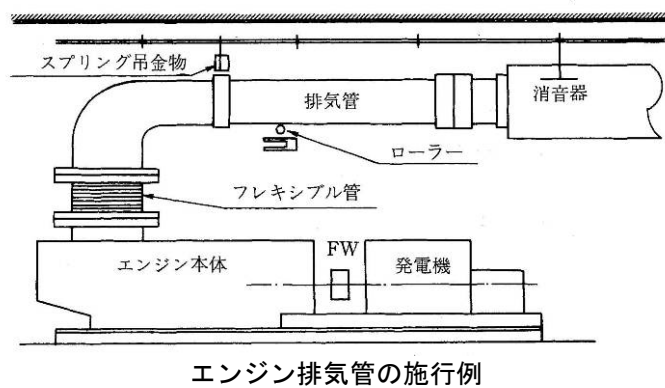 スプリング吊金物
排気管
消音器
ローラー
フレキシブル管
FW
エンジン本体
発電機
エンジン排気管の施行例